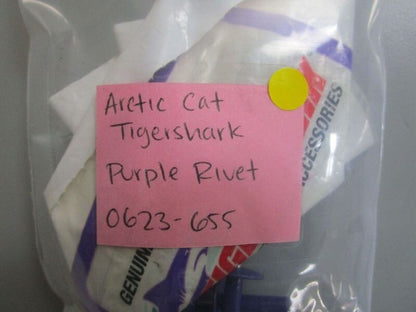 Arctic Cat
Tigershark
Purple Rivet
0623-655
GENUINE
ACCESSORIES